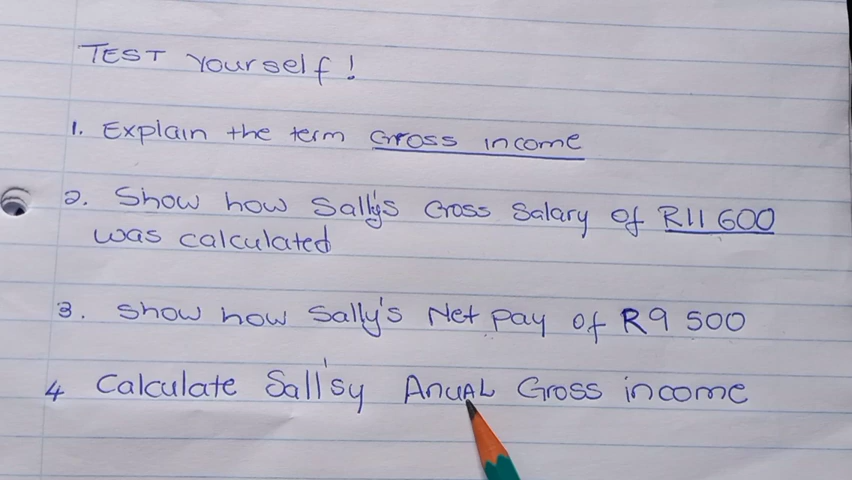 TEST Yourself!
1. Explain the term Gross income
2. Show how Sally's Gross Salary of R11 600
was calculated
3. Show how Sally's Net pay of R9 500
4 Calculate Sall'sy AnuAL Gross income